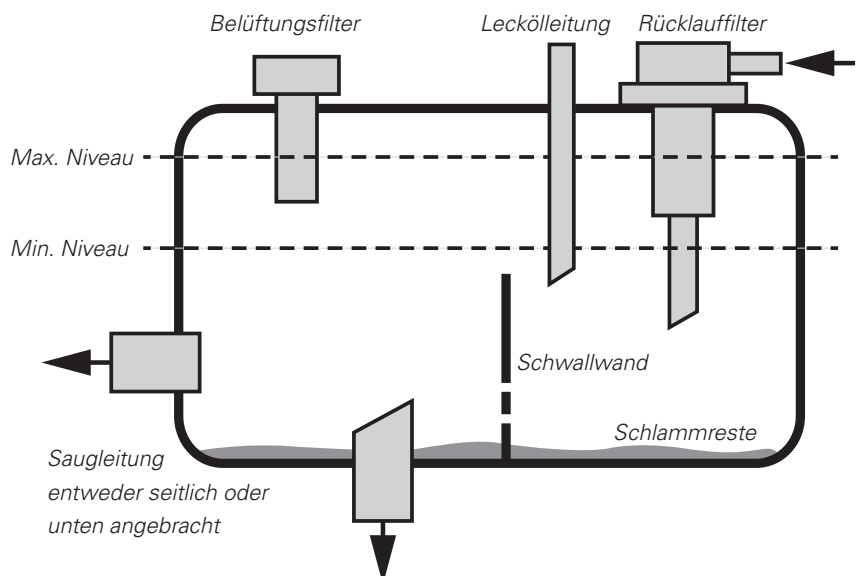 Belüftungsfilter
Leckölleitung
Rücklauffilter
Max. Niveau
Min. Niveau
Schwallwand
Schlammreste
Saugleitung
entweder seitlich oder
unten angebracht